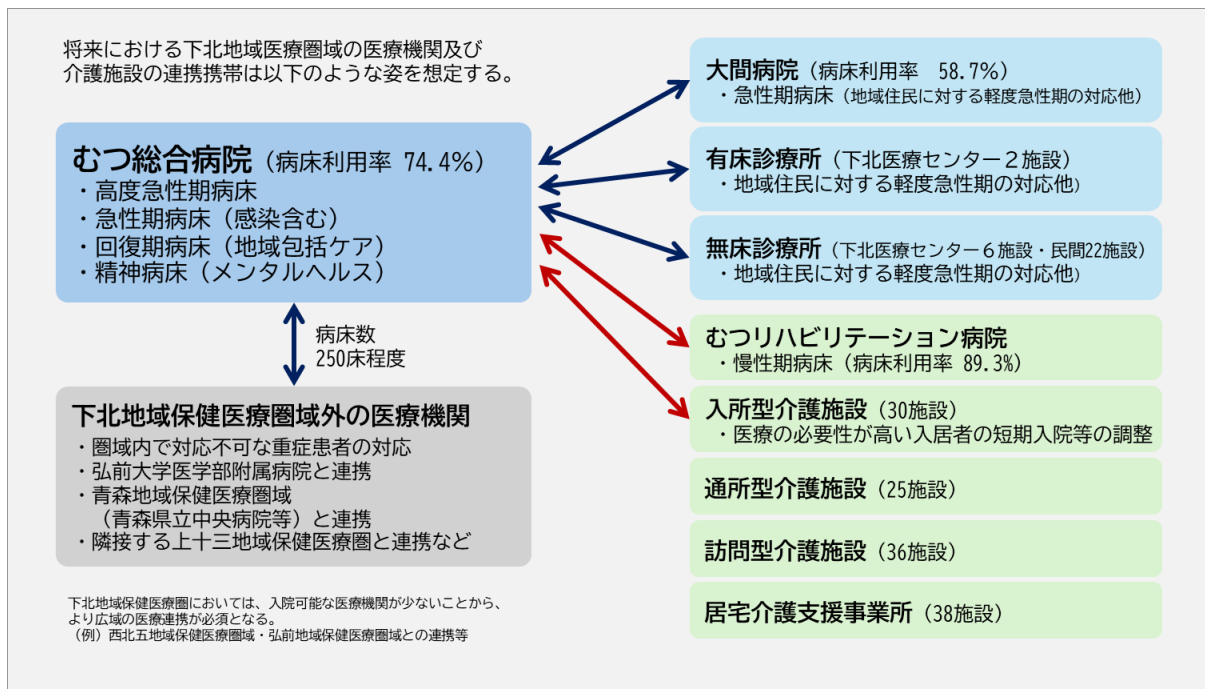 将来における下北地域医療圏域の医療機関及び
介護施設の連携携帯は以下のような姿を想定する。
むつ総合病院（病床利用率 74.4%）
・高度急性期病床
・急性期病床（感染含む）
・回復期病床（地域包括ケア）
・精神病床（メンタルヘルス）
病床数
250床程度
下北地域保健医療圏域外の医療機関
・圏域内で対応不可な重症患者の対応
・弘前大学医学部附属病院と連携
・青森地域保健医療圏域
（青森県立中央病院等）と連携
・隣接する上十三地域保健医療圏と連携など
下北地域保健医療圏においては、入院可能な医療機関が少ないことから、
より広域の医療連携が必須となる。
（例）西北五地域保健医療圏域・弘前地域保健医療圏域との連携等
大間病院（病床利用率　58.7%）
・急性期病床（地域住民に対する軽度急性期の対応他）
有床診療所（下北医療センター２施設）
・地域住民に対する軽度急性期の対応他）
無床診療所（下北医療センター６施設・民間22施設）
・地域住民に対する軽度急性期の対応他）
むつリハビリテーション病院
・慢性期病床（病床利用率 89.3%）
入所型介護施設（30施設）
・医療の必要性が高い入居者の短期入院等の調整
通所型介護施設（25施設）
訪問型介護施設（36施設）
居宅介護支援事業所（38施設）